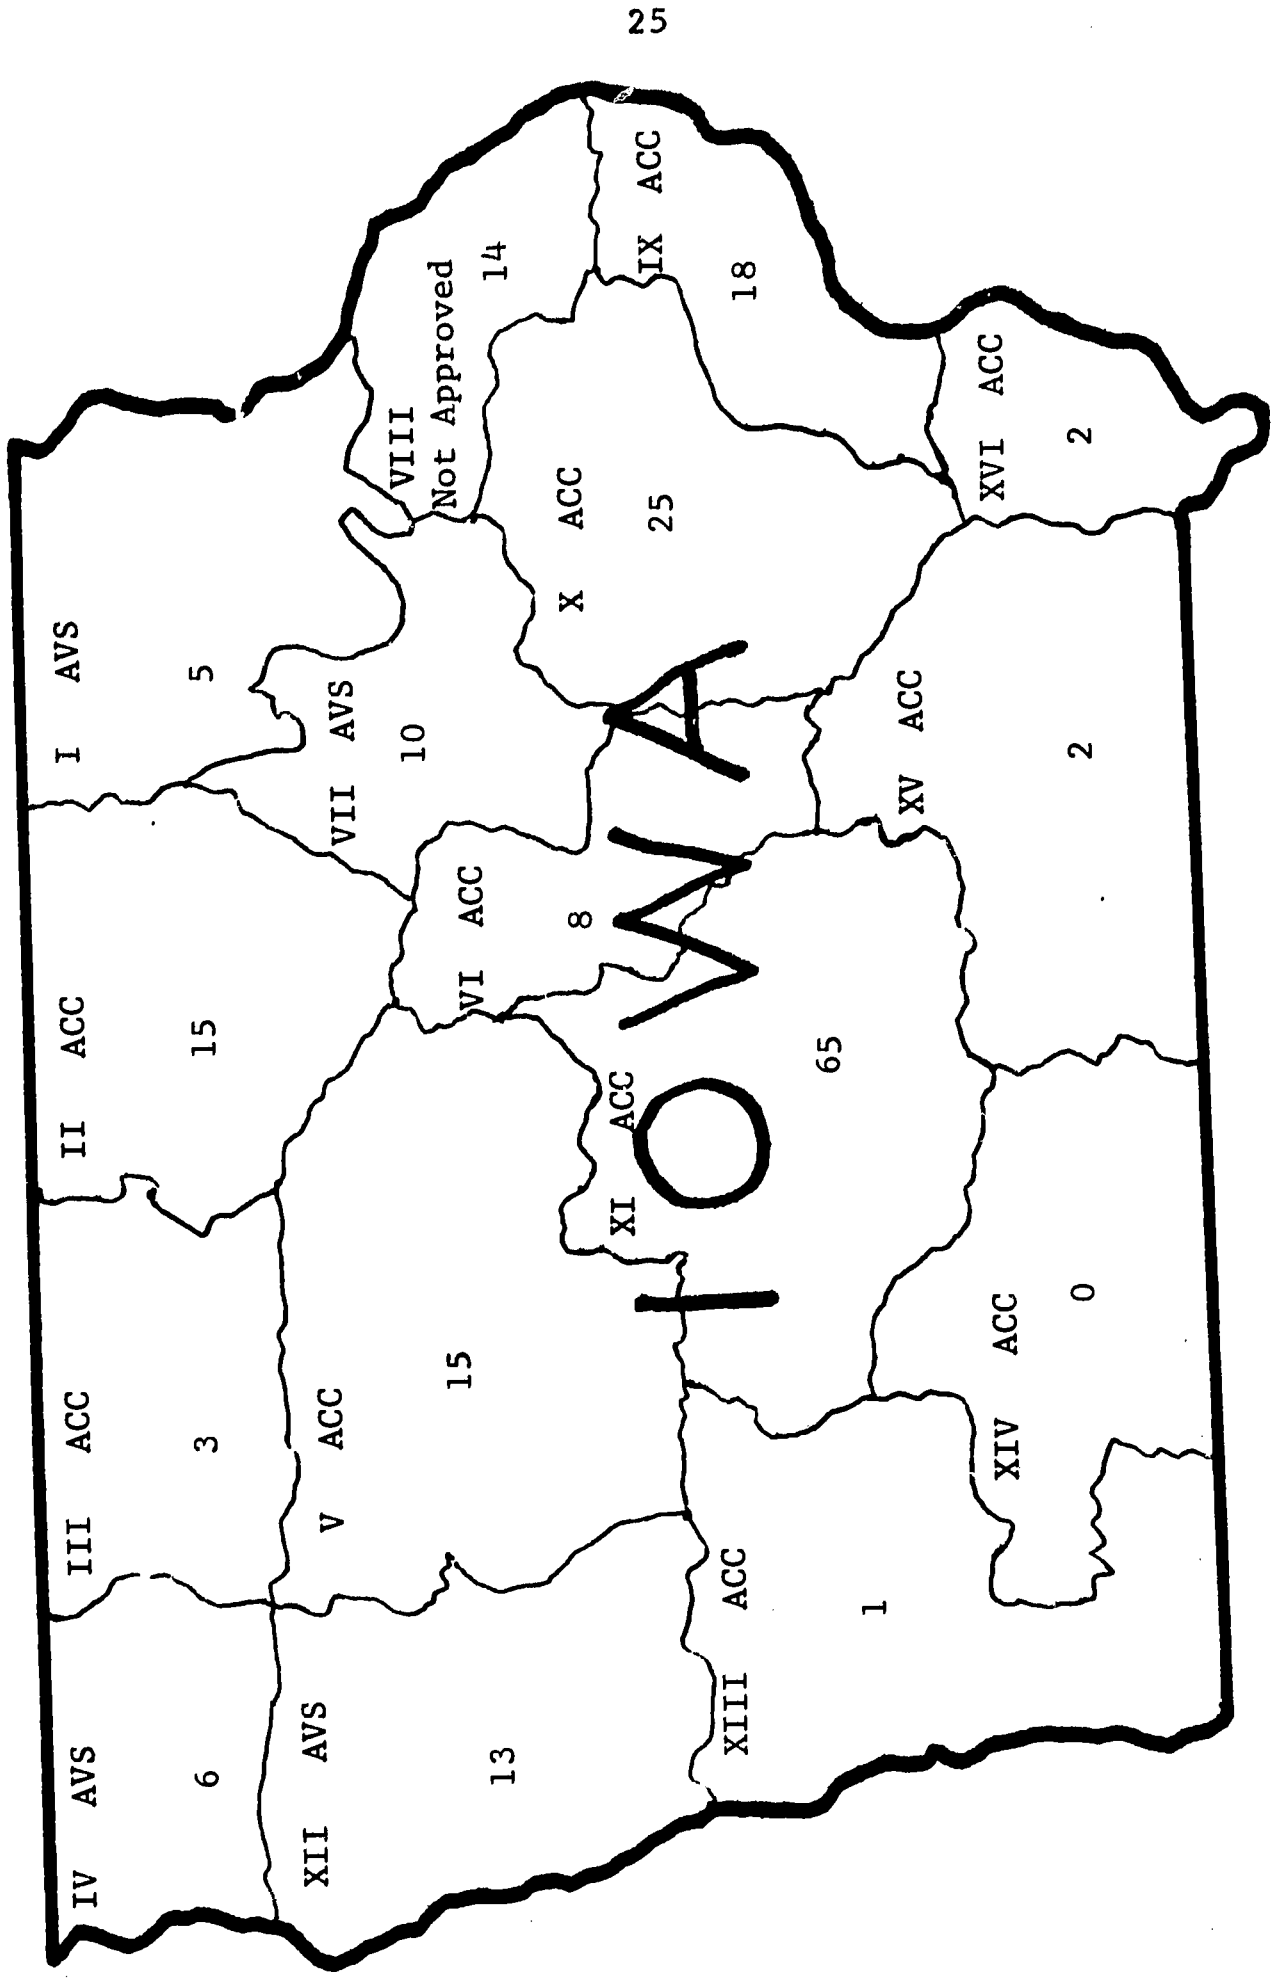 25
I AVS
5
II ACC
15
III ACC
3
IV AVS
6
VII AVS
10
VIII
Not Approved
14
V ACC
15
XII AVS
13
VI ACC
8
X ACC
25
IX ACC
18
IOWA
XI ACC
65
XIII ACC
1
XV ACC
2
XVI ACC
2
XIV ACC
0